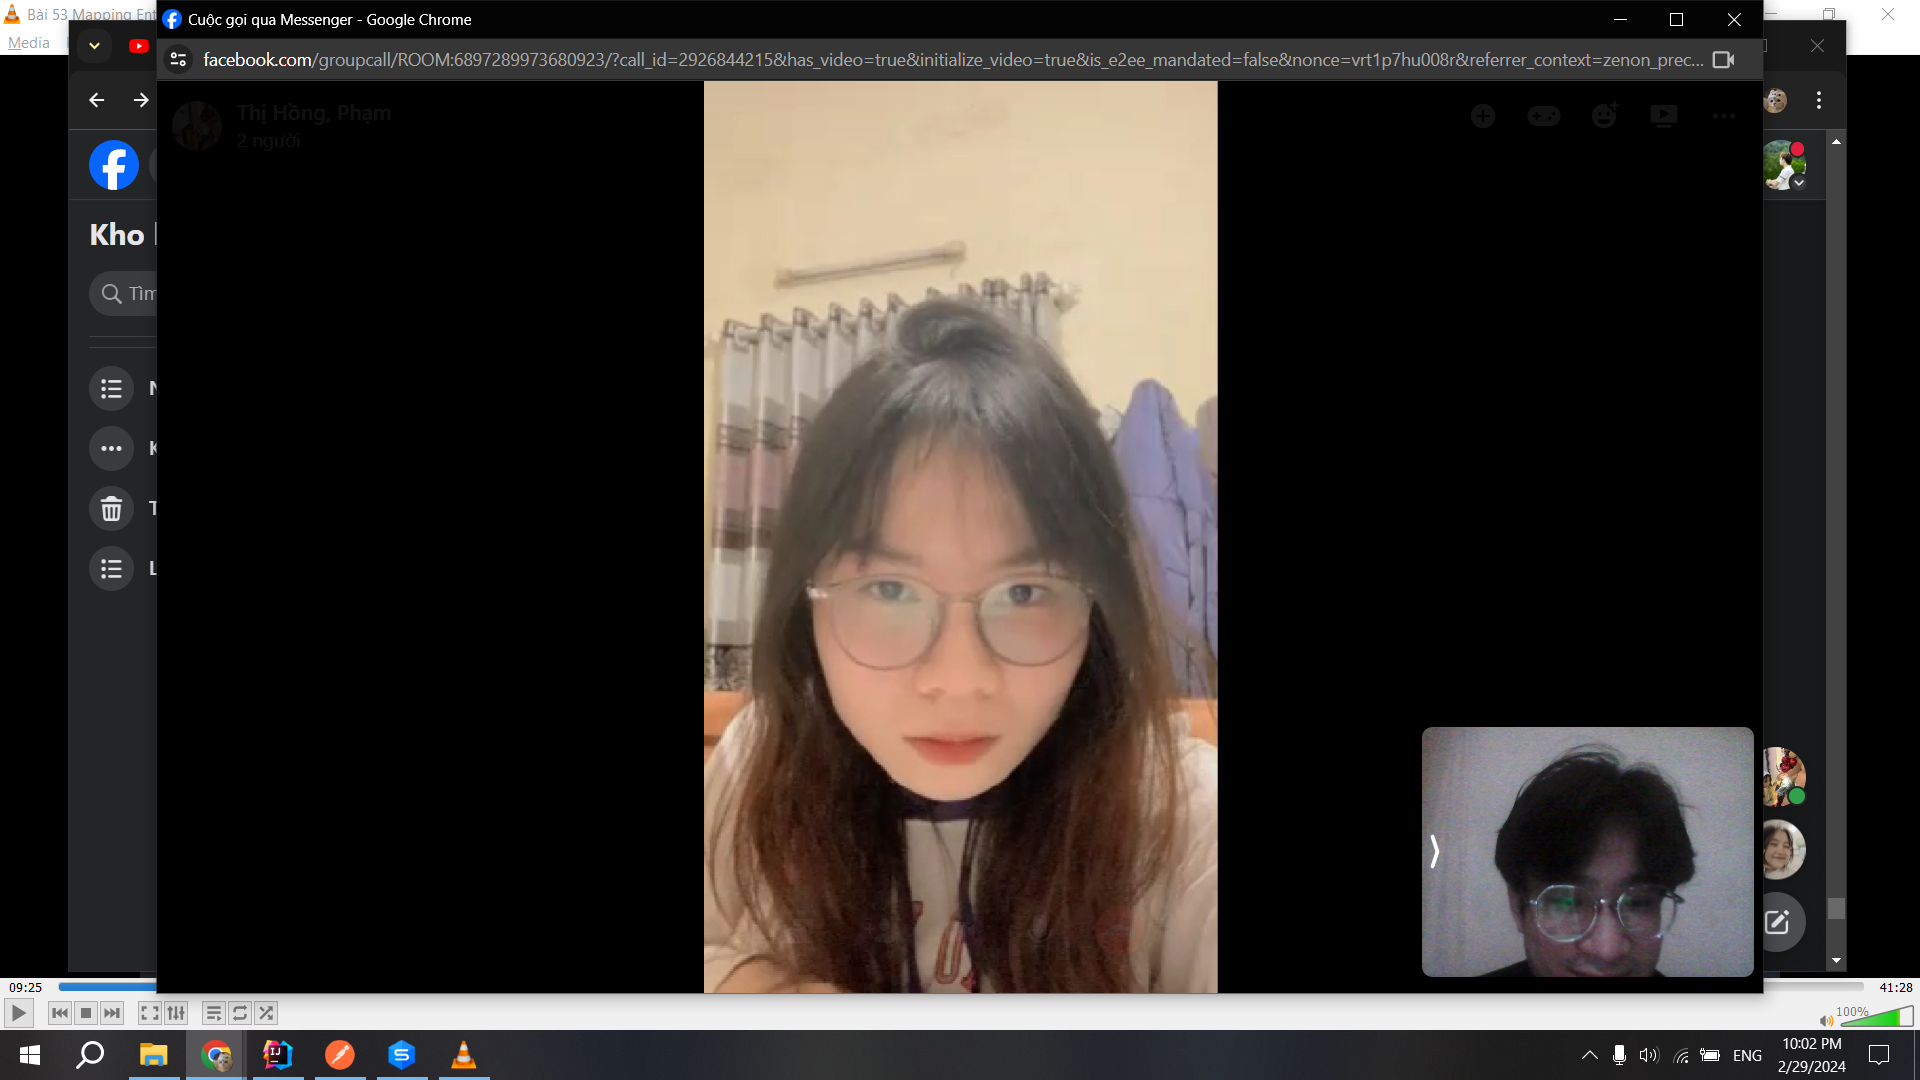 Bài 53 Mapping Ent
Cuộc gọi qua Messenger - Google Chrome
Media
facebook.com/groupcall/ROOM:6897289973680923/?call_id=2926844215&has_video=true&initialize_video=true&is_e2ee_mandated=false&nonce=vrt1p7hu008r&referrer_context=zenon_prec...
Thị Hồng, Phạm
2 người
Kho
Tìm
N
K
T
L
09:25
41:28
100%
ENG
10:02 PM
2/29/2024